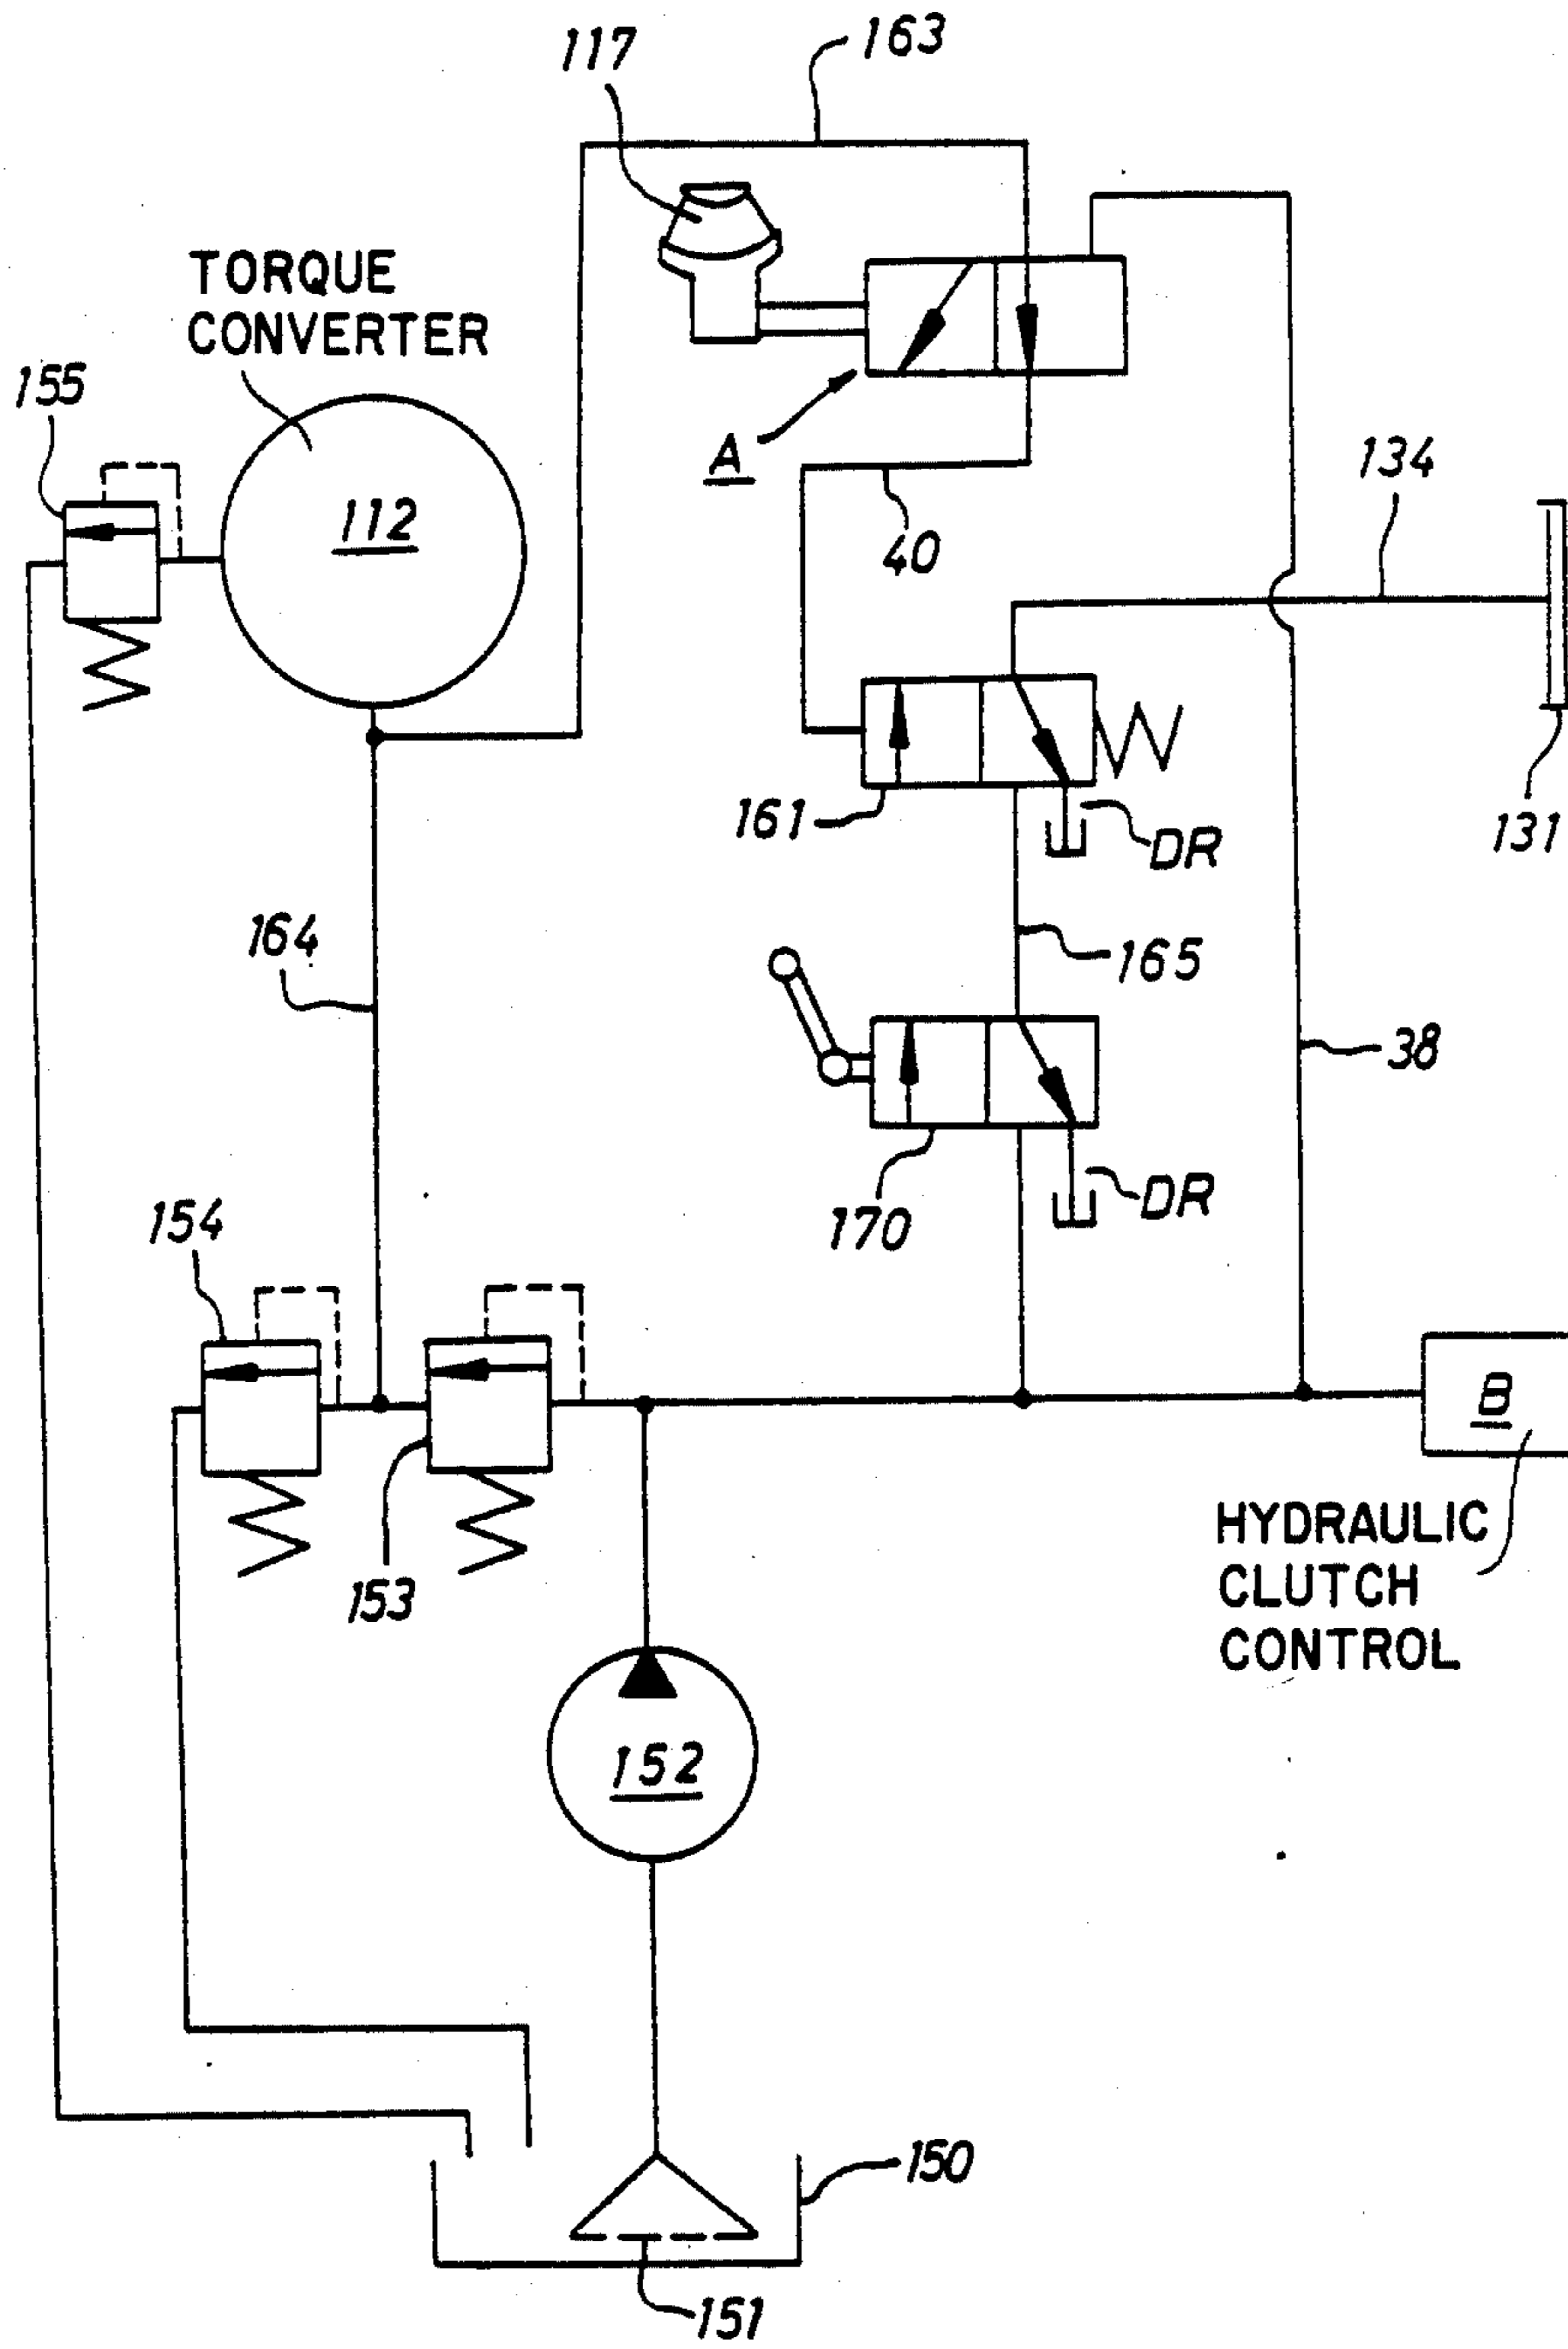 163
117
TORQUE
CONVERTER
155
A
134
112
40
161
DR
131
164
165
38
154
170
DR
B
153
HYDRAULIC
CLUTCH
CONTROL
152
150
151